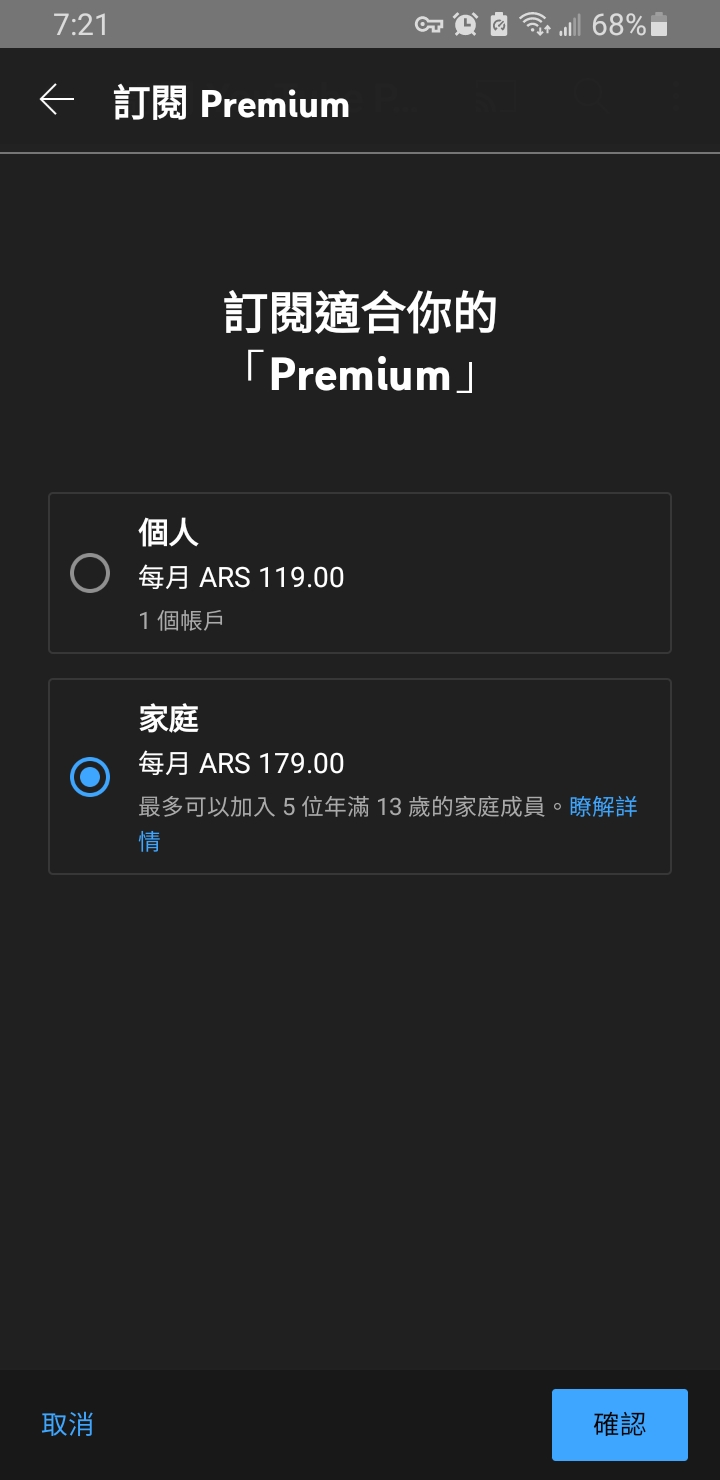 7:21
68%
訂閱 Premium
訂閱適合你的
「Premium」
個人
每月 ARS 119.00
1 個帳戶
家庭
每月 ARS 179.00
最多可以加入 5 位年滿 13 歲的家庭成員。瞭解詳
情
取消
確認